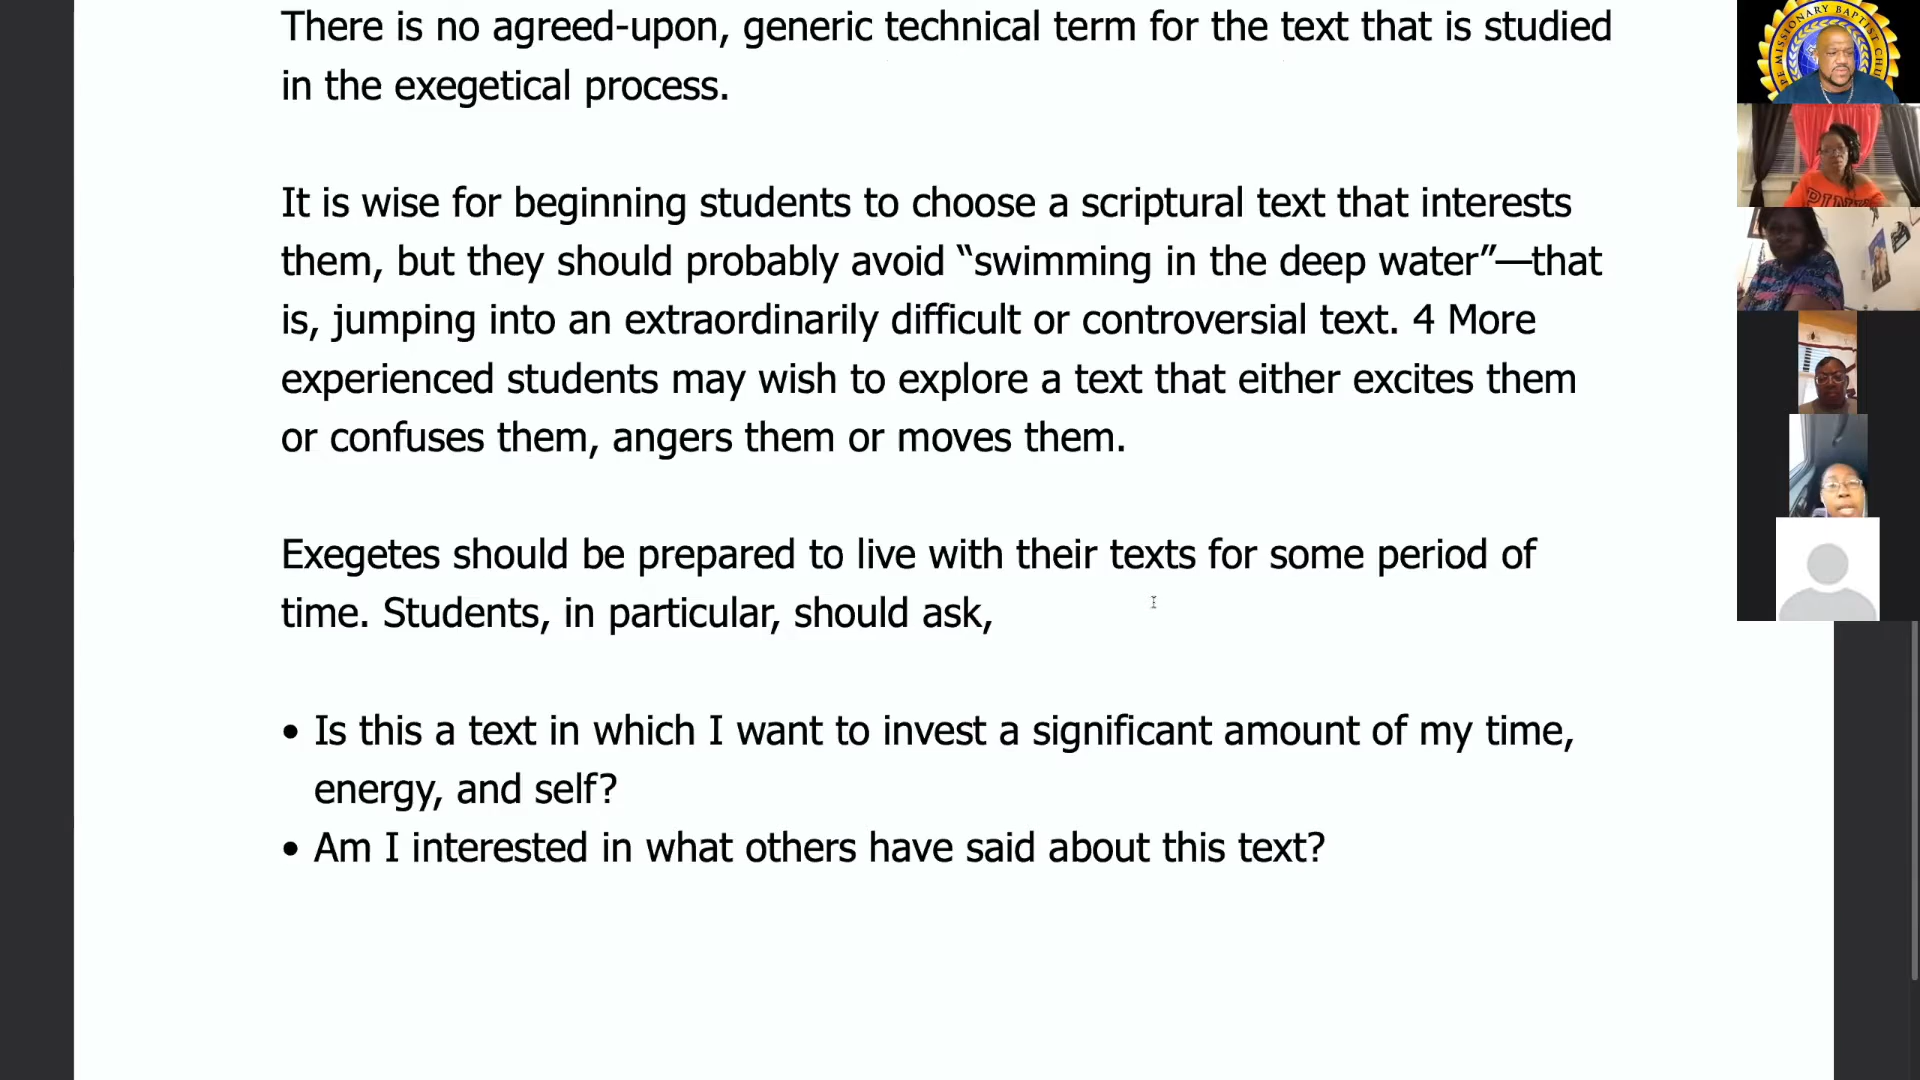 There is no agreed-upon, generic technical term for the text that is studied
in the exegetical process.
It is wise for beginning students to choose a scriptural text that interests
them, but they should probably avoid “swimming in the deep water”—that
is, jumping into an extraordinarily difficult or controversial text. 4 More
experienced students may wish to explore a text that either excites them
or confuses them, angers them or moves them.
Exegetes should be prepared to live with their texts for some period of
time. Students, in particular, should ask,
• Is this a text in which I want to invest a significant amount of my time,
energy, and self?
• Am I interested in what others have said about this text?
MISSIONARY BAPTIST